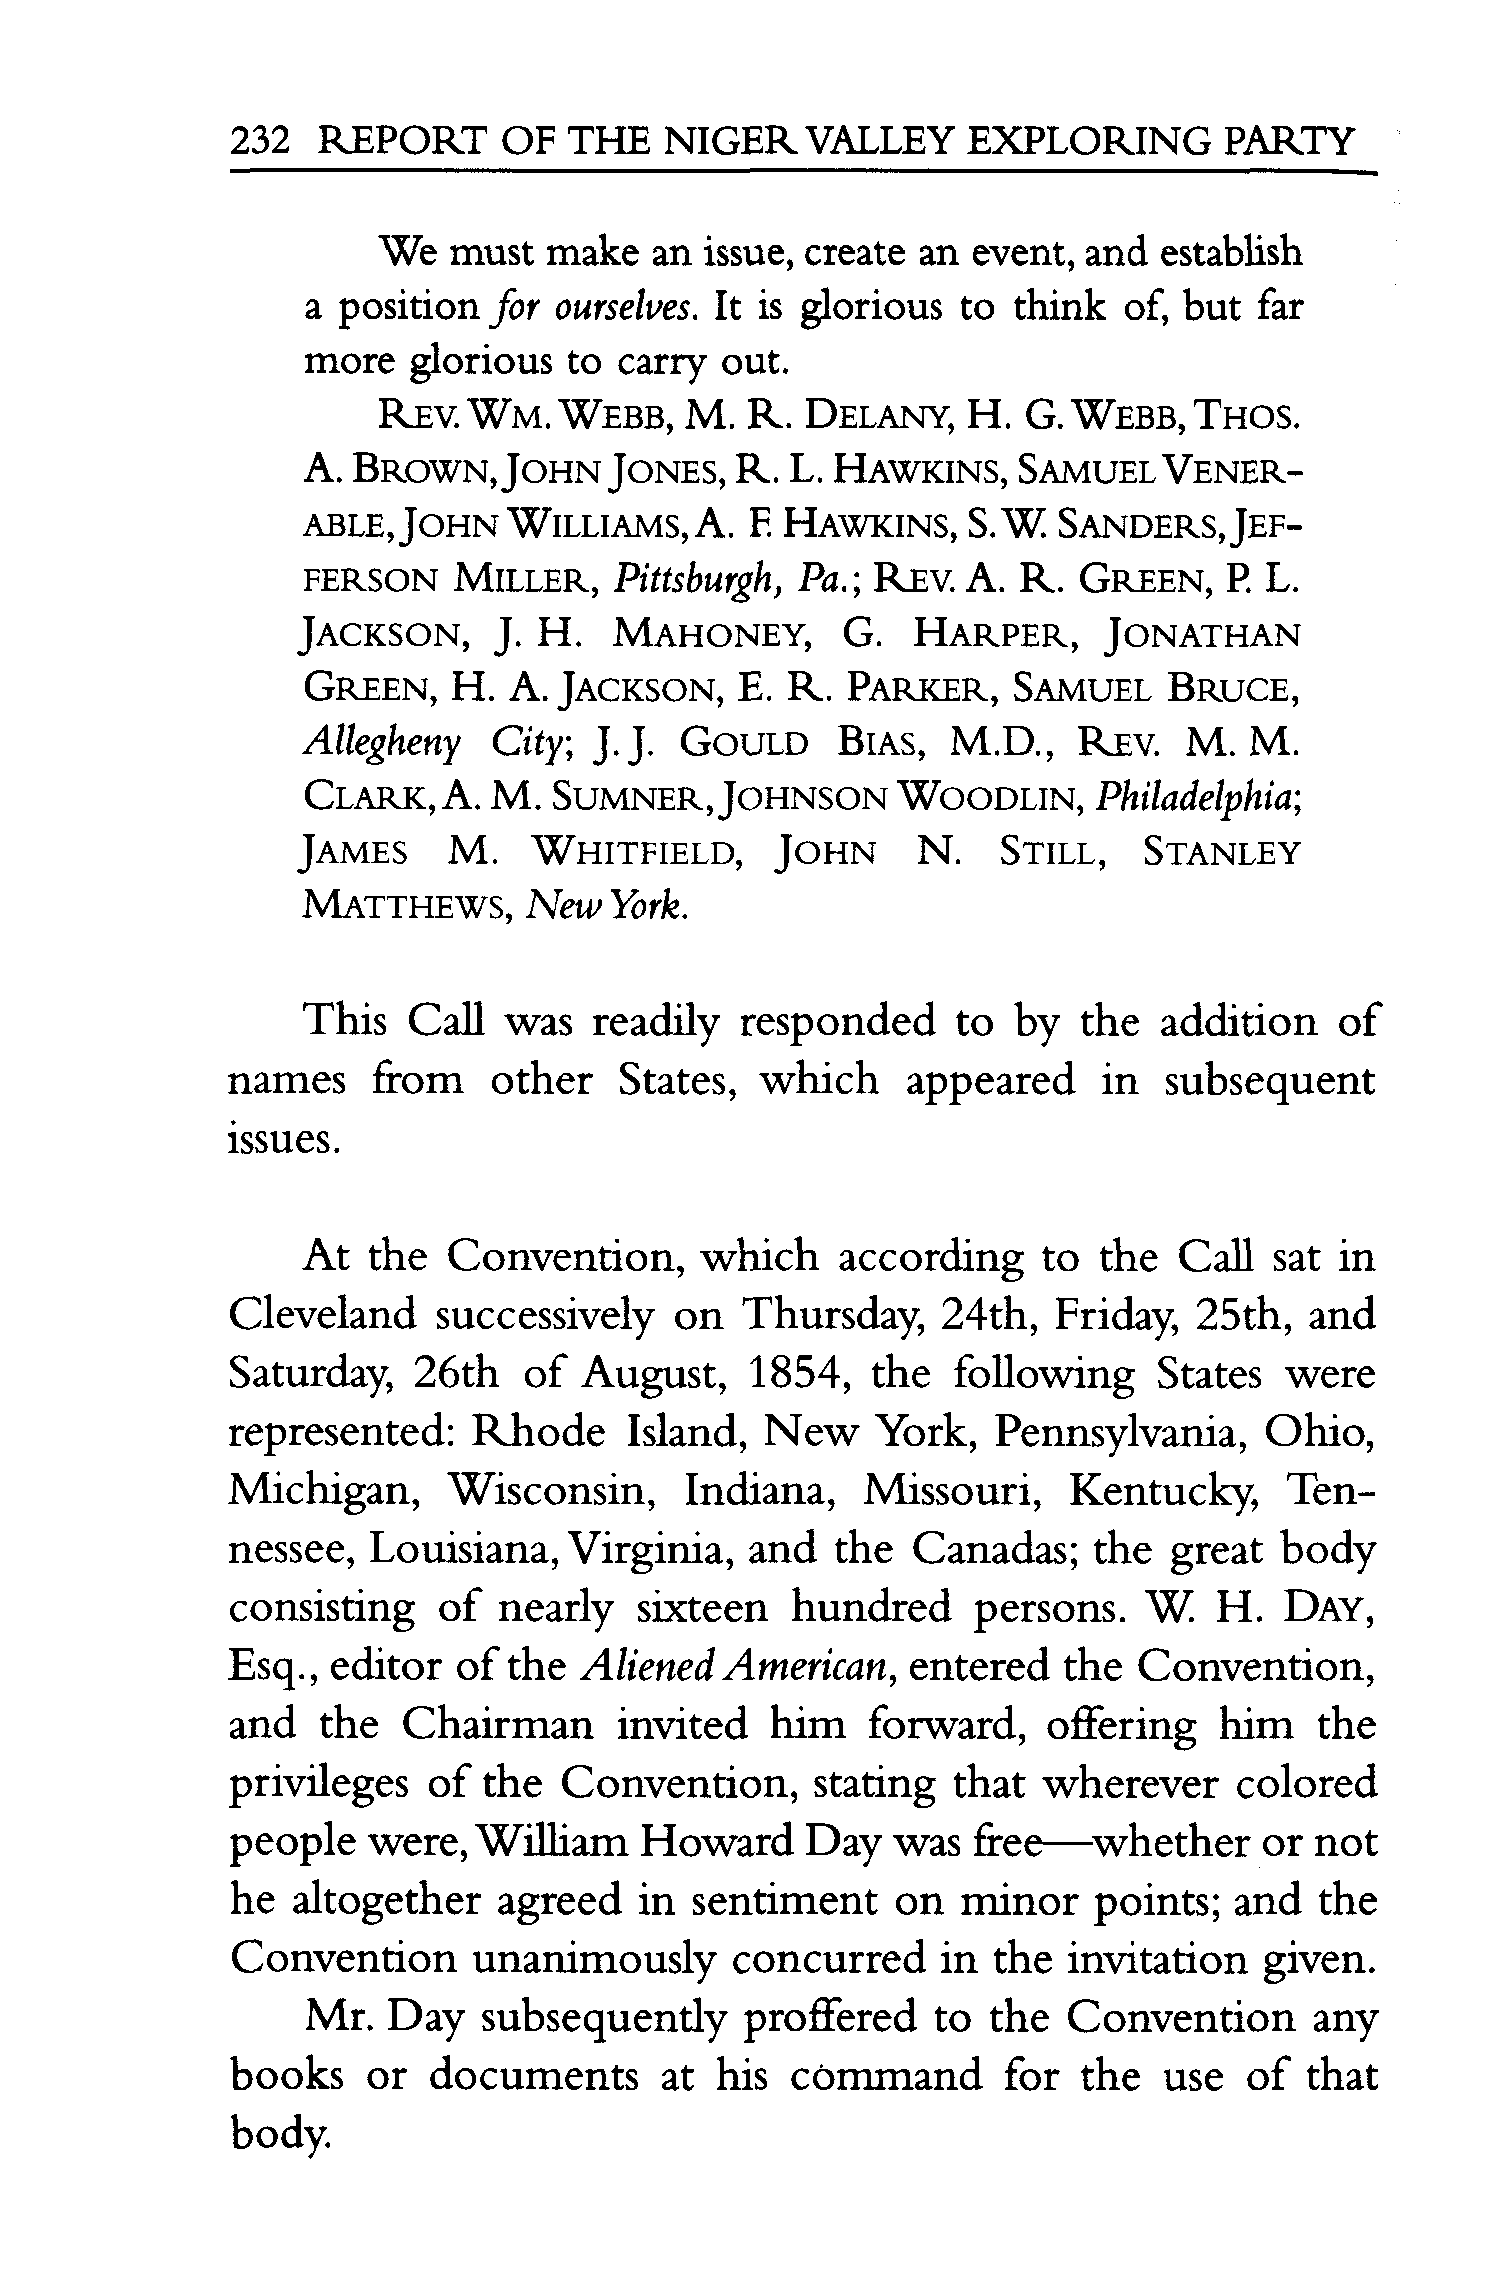 232 REPORT OF THE NIGER VALLEY EXPLORING PARTY
We must make an issue, create an event, and establish
a position for ourselves. It is glorious to think of, but far
more glorious to carry out.
REV. WM. WEBB, M. R. DELANY, H. G. WEBB, THOS.
A. BROWN, JOHN JONES, R. L. HAWKINS, SAMUEL VENER-
ABLE, JOHN WILLIAMS, A. F. HAWKINS, S. W. SANDERS, JEF-
FERSON MILLER, Pittsburgh, Pa.; REV. A. R. GREEN, P. L.
JACKSON, J. H. MAHONEY, G. HARPER, JONATHAN
GREEN, H. A. JACKSON, E. R. PARKER, SAMUEL BRUCE,
Allegheny City; J. J. GOULD BIAS, M.D., REV. M. M.
CLARK, A. M. SUMNER, JOHNSON WOODLIN, Philadelphia;
JAMES M. WHITFIELD, JOHN N. STILL, STANLEY
MATTHEWS, New York.
This Call was readily responded to by the addition of
names from other States, which appeared in subsequent
issues.
At the Convention, which according to the Call sat in
Cleveland successively on Thursday, 24th, Friday, 25th, and
Saturday, 26th of August, 1854, the following States were
represented: Rhode Island, New York, Pennsylvania, Ohio,
Michigan, Wisconsin, Indiana, Missouri, Kentucky, Ten-
nessee, Louisiana, Virginia, and the Canadas; the great body
consisting of nearly sixteen hundred persons. W. H. DAY,
Esq., editor of the Aliened American, entered the Convention,
and the Chairman invited him forward, offering him the
privileges of the Convention, stating that wherever colored
people were, William Howard Day was free—whether or not
he altogether agreed in sentiment on minor points; and the
Convention unanimously concurred in the invitation given.
Mr. Day subsequently proffered to the Convention any
books or documents at his command for the use of that
body.